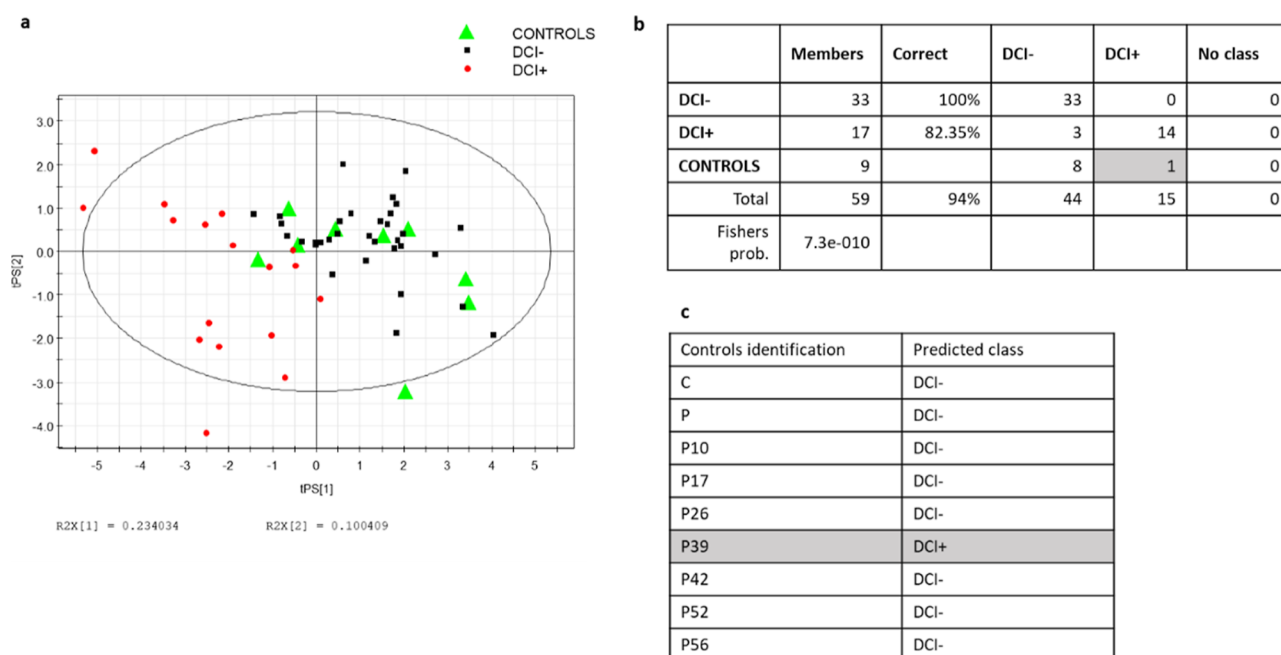 a
CONTROLS
DCI-
DCI+
3.0
2.0
1.0
0.0
-1.0
-2.0
-3.0
-4.0
tPS[2]
-5 -4 -3 -2 -1 0 1 2 3 4 5
tPS[1]
R2X[1] = 0.234034 R2X[2] = 0.100409
b
Members Correct DCI- DCI+ No class
DCI- 33 100% 33 0 0
DCI+ 17 82.35% 3 14 0
CONTROLS 9 8 1 0
Total 59 94% 44 15 0
Fishers
prob. 7.3e-010
c
Controls identification Predicted class
C DCI-
P DCI-
P10 DCI-
P17 DCI-
P26 DCI-
P39 DCI+
P42 DCI-
P52 DCI-
P56 DCI-